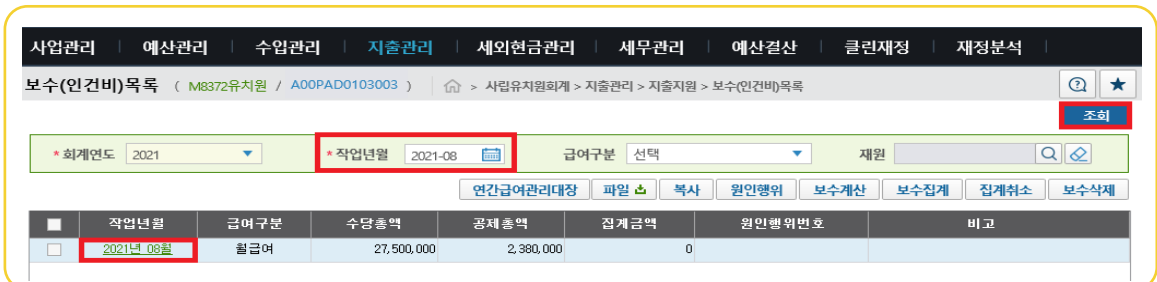 사업관리 예산관리 수입관리 지출관리 세외현금관리 세무관리 예산결산 클린재정 재정분석
보수(인건비)목록 ( M8372유치원 / A00PAD0103003 ) > 사립유치원회계 > 지출관리 > 지출지원 > 보수(인건비)목록
조회
* 회계연도 2021 * 작업년월 2021-08 급여구분 선택 재원
연간급여관리대장 파일 복사 원인행위 보수계산 보수집계 집계취소 보수삭제
작업년월 급여구분 수당총액 공제총액 집계금액 원인행위번호 비고
2021년 08월 월급여 27,500,000 2,380,000 0